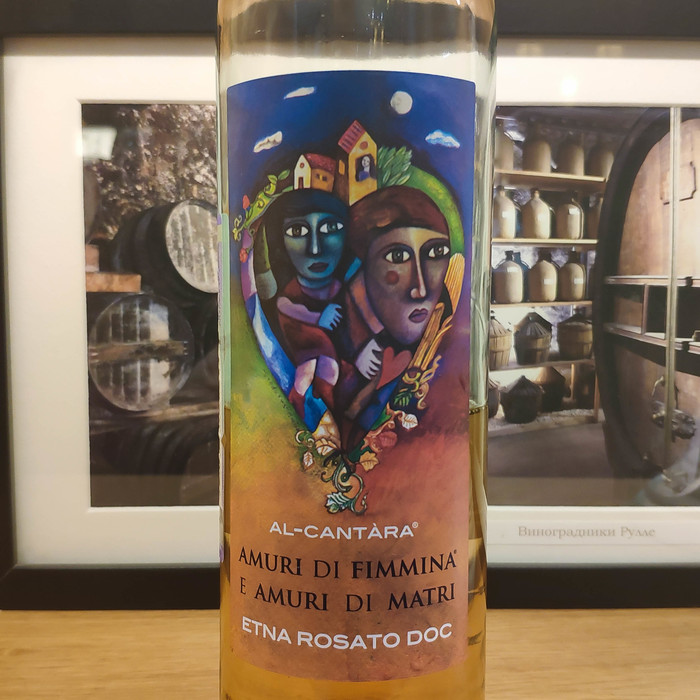 AL-CANTÀRA®
AMURI DI FIMMINA®
E AMURI DI MATRI
ETNA ROSATO DOC
Виноградники Рулле